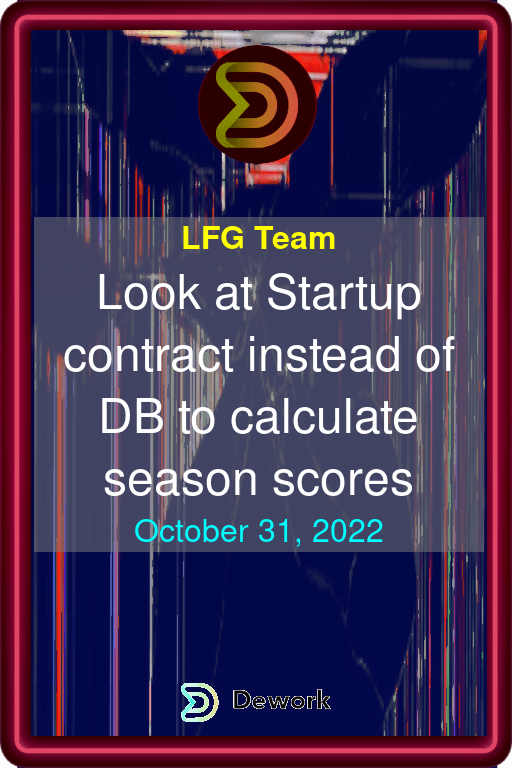 LFG Team
Look at Startup
contract instead of
DB to calculate
season scores
October 31, 2022
Dework